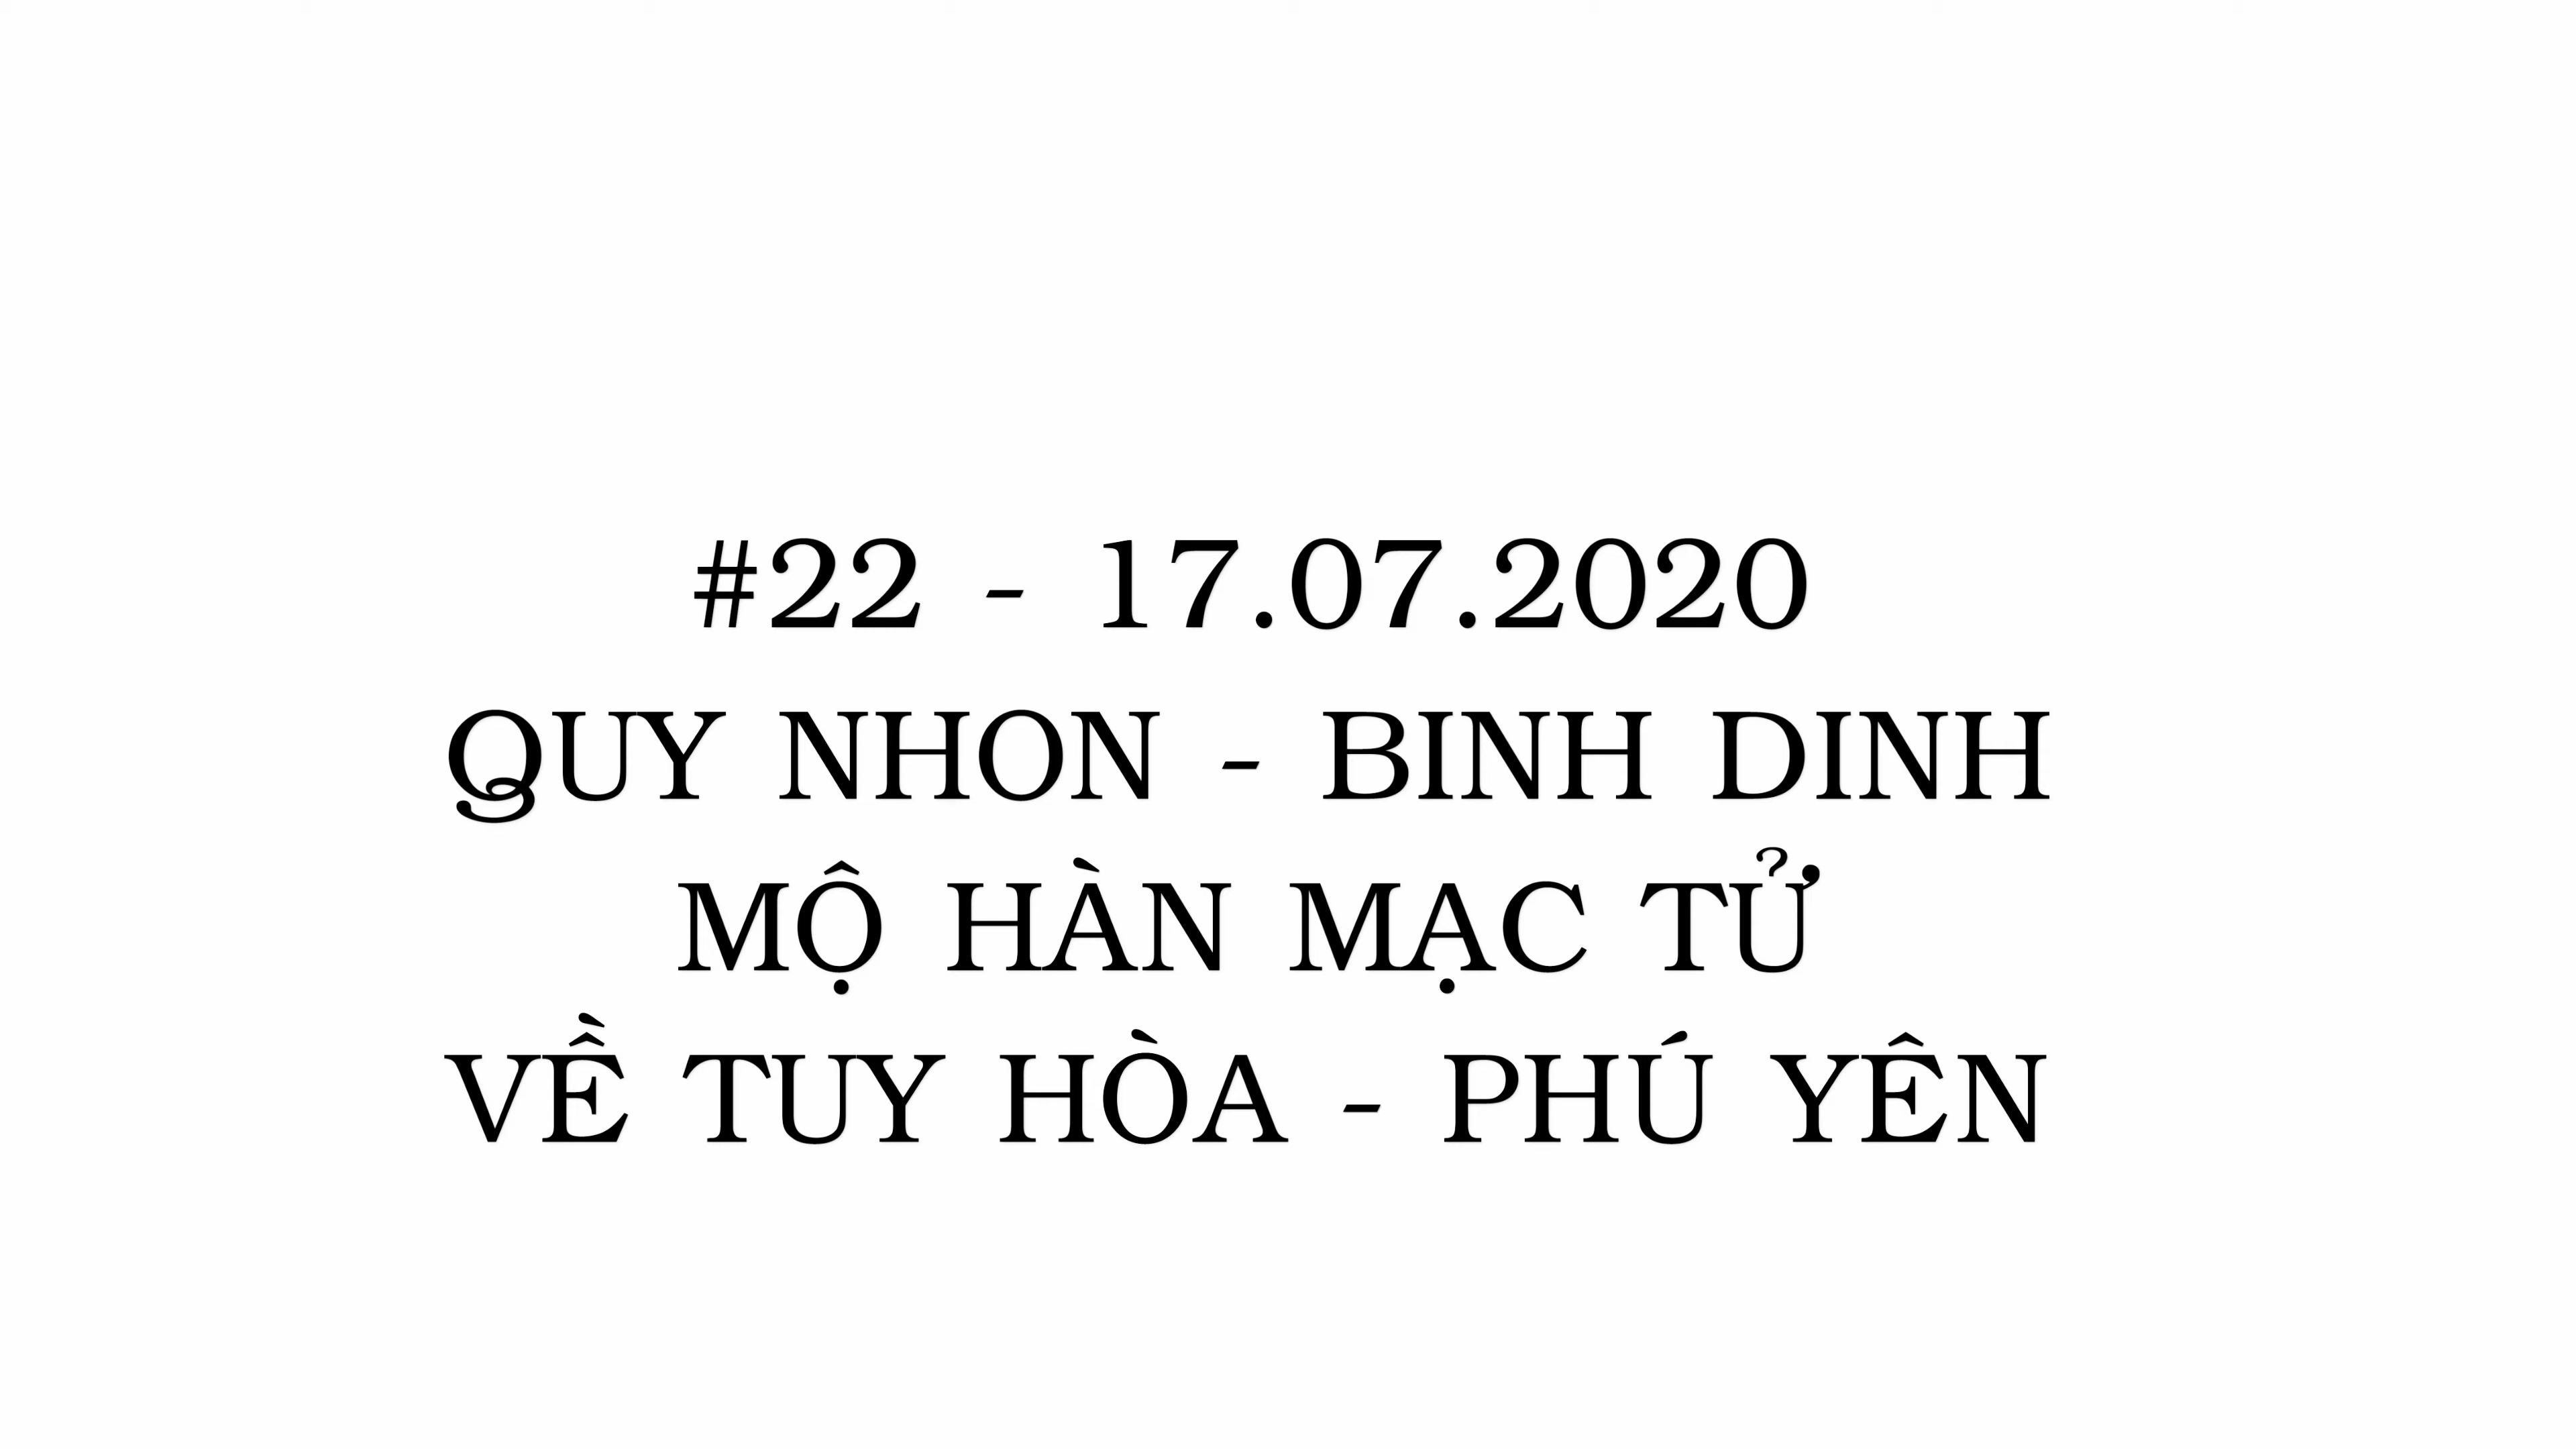 #22 - 17.07.2020
QUY NHON - BINH DINH
MỘ HÀN MẠC TỬ
VỀ TUY HÒA - PHÚ YÊN